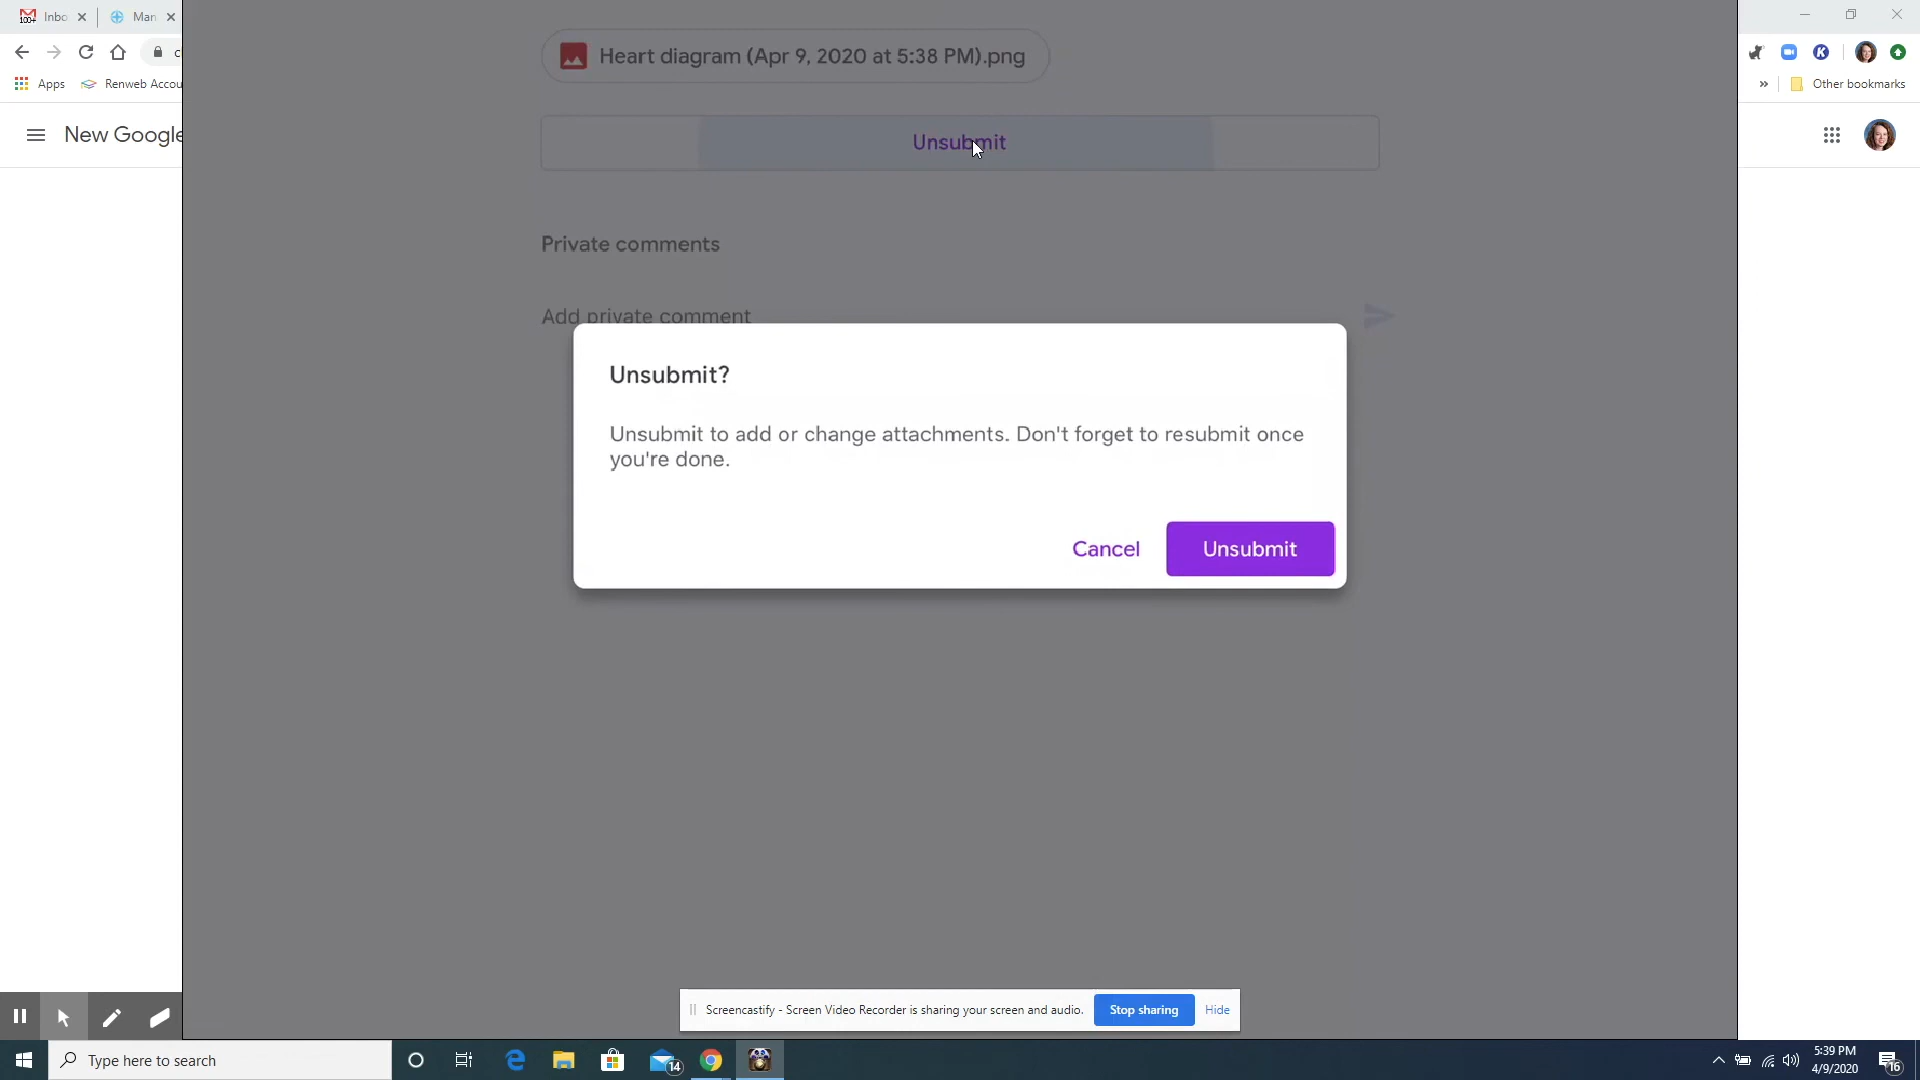 100+
Inbo
Man
c
Apps
Renweb Accou
Other bookmarks
New Google
Heart diagram (Apr 9, 2020 at 5:38 PM).png
Unsubmit
Private comments
Add private comment
Unsubmit?
Unsubmit to add or change attachments. Don't forget to resubmit once
you're done.
Cancel
Unsubmit
Screencastify - Screen Video Recorder is sharing your screen and audio.
Stop sharing
Hide
Type here to search
14
5:39 PM
4/9/2020
16
K